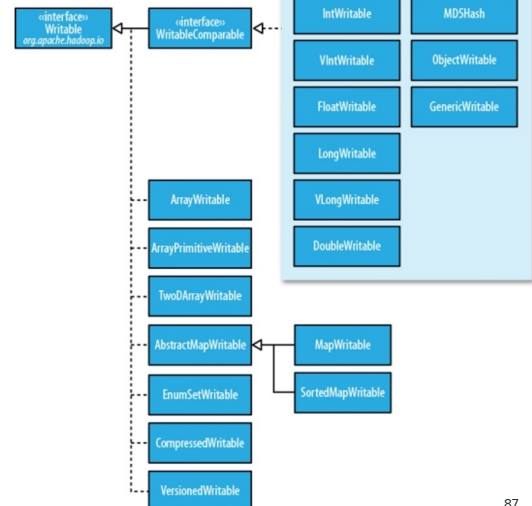 «interface»
Writable
org.apache.hadoop.io
«interface»
WritableComparable
IntWritable
MD5Hash
VIntWritable
ObjectWritable
FloatWritable
GenericWritable
LongWritable
VLongWritable
DoubleWritable
ArrayWritable
ArrayPrimitiveWritable
TwoDArrayWritable
AbstractMapWritable
MapWritable
SortedMapWritable
EnumSetWritable
CompressedWritable
VersionedWritable
87